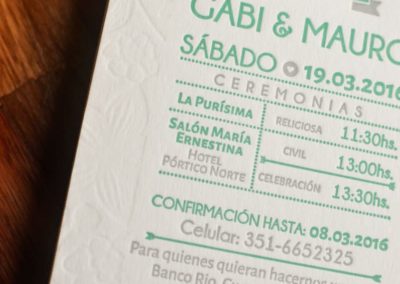 GABI & MAURO
SÁBADO 19.03.2016
CEREMONIAS
LA PURÍSIMA RELIGIOSA 11:30hs.
SALÓN MARÍA
ERNESTINA
HOTEL
PÓRTICO NORTE
CIVIL 13:00hs.
CELEBRACIÓN 13:30hs.
CONFIRMACIÓN HASTA: 08.03.2016
Celular: 351-6652325
Para quienes quieran hacernos
Banco Rio,